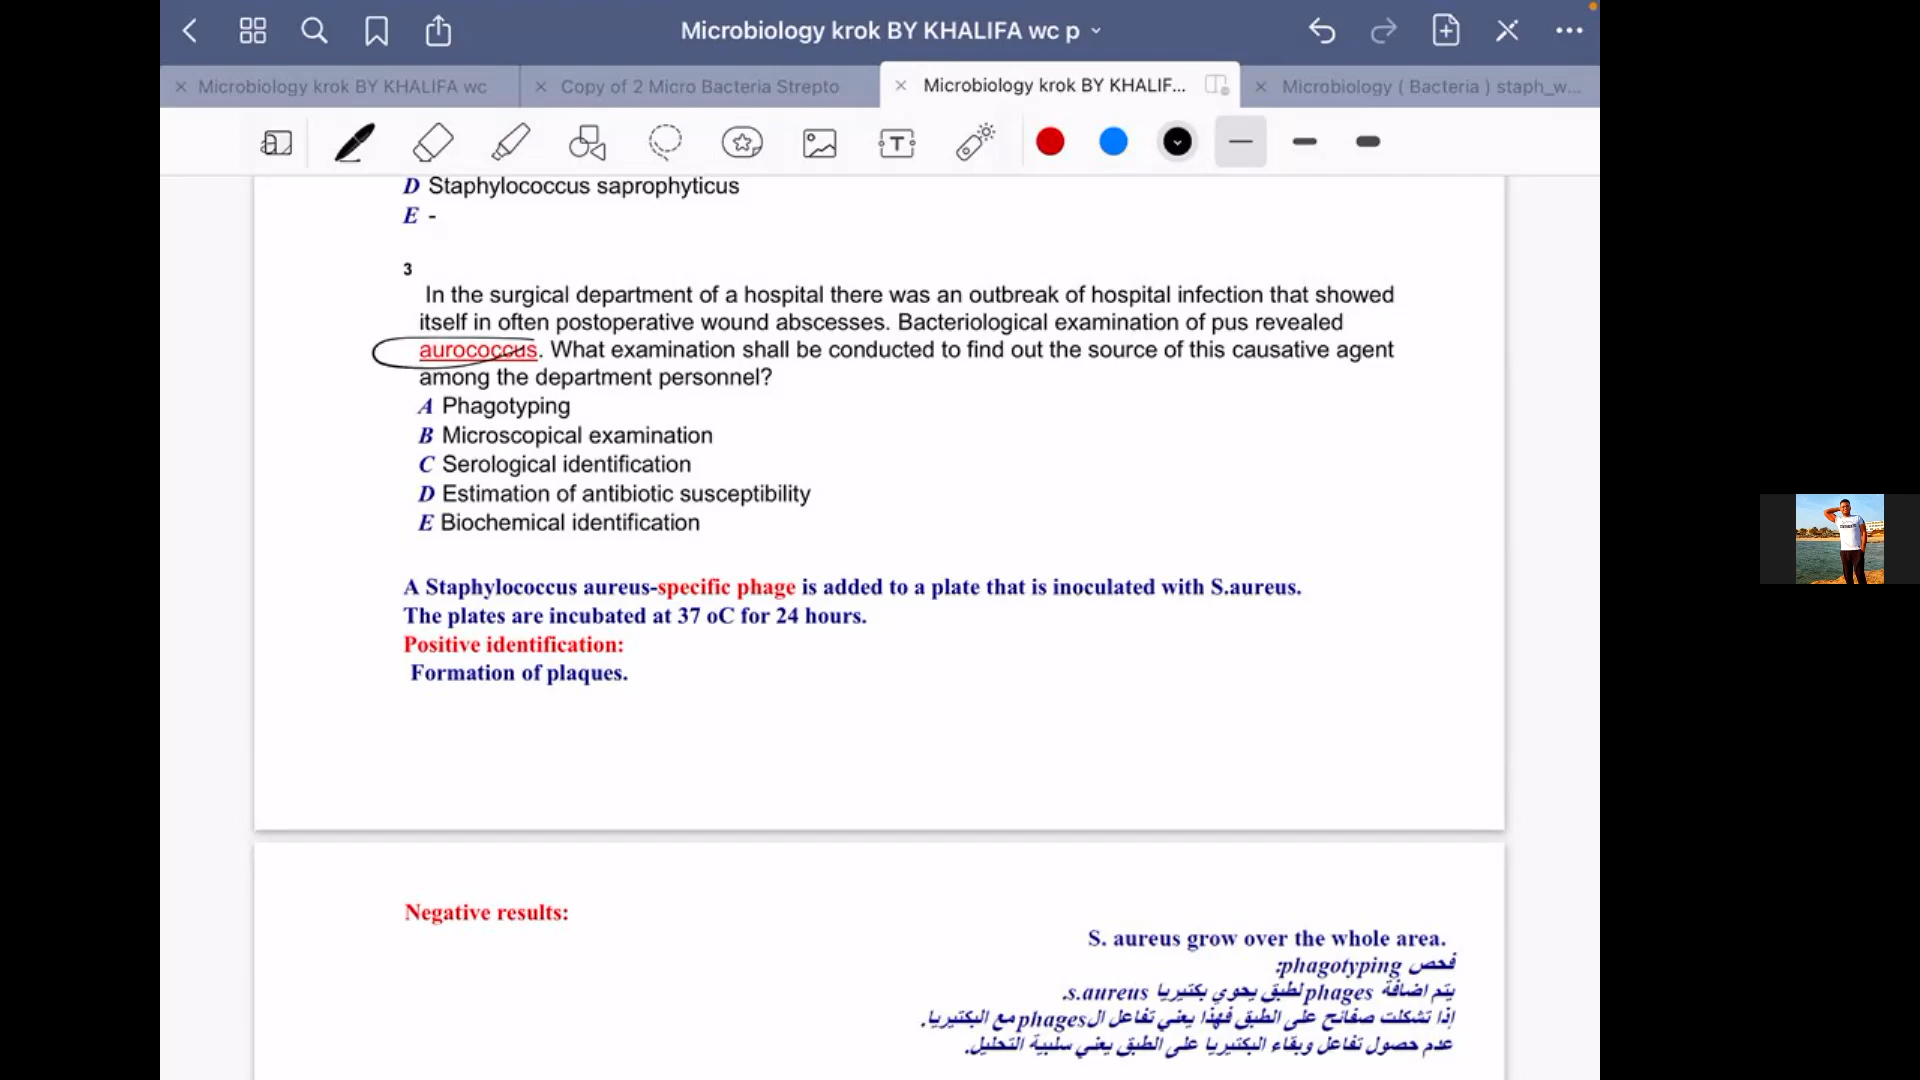 Microbiology krok BY KHALIFA wc p
Microbiology krok BY KHALIFA wc
Copy of 2 Micro Bacteria Strepto
Microbiology krok BY KHALIF...
Microbiology ( Bacteria ) staph_w...
D Staphylococcus saprophyticus
E -
3
In the surgical department of a hospital there was an outbreak of hospital infection that showed
itself in often postoperative wound abscesses. Bacteriological examination of pus revealed
aurococcus. What examination shall be conducted to find out the source of this causative agent
among the department personnel?
A Phagotyping
B Microscopical examination
C Serological identification
D Estimation of antibiotic susceptibility
E Biochemical identification
A Staphylococcus aureus-specific phage is added to a plate that is inoculated with S.aureus.
The plates are incubated at 37 oC for 24 hours.
Positive identification:
Formation of plaques.
Negative results:
S. aureus grow over the whole area.
فحص phagotyping:
يتم اضافة phages لطبق يحوي بكتيريا s.aureus.
إذا تشكلت صفائح على الطبق فهذا يعني تفاعل الphages مع البكتيريا.
عدم حصول تفاعل وبقاء البكتيريا على الطبق يعني سلبية التحليل.